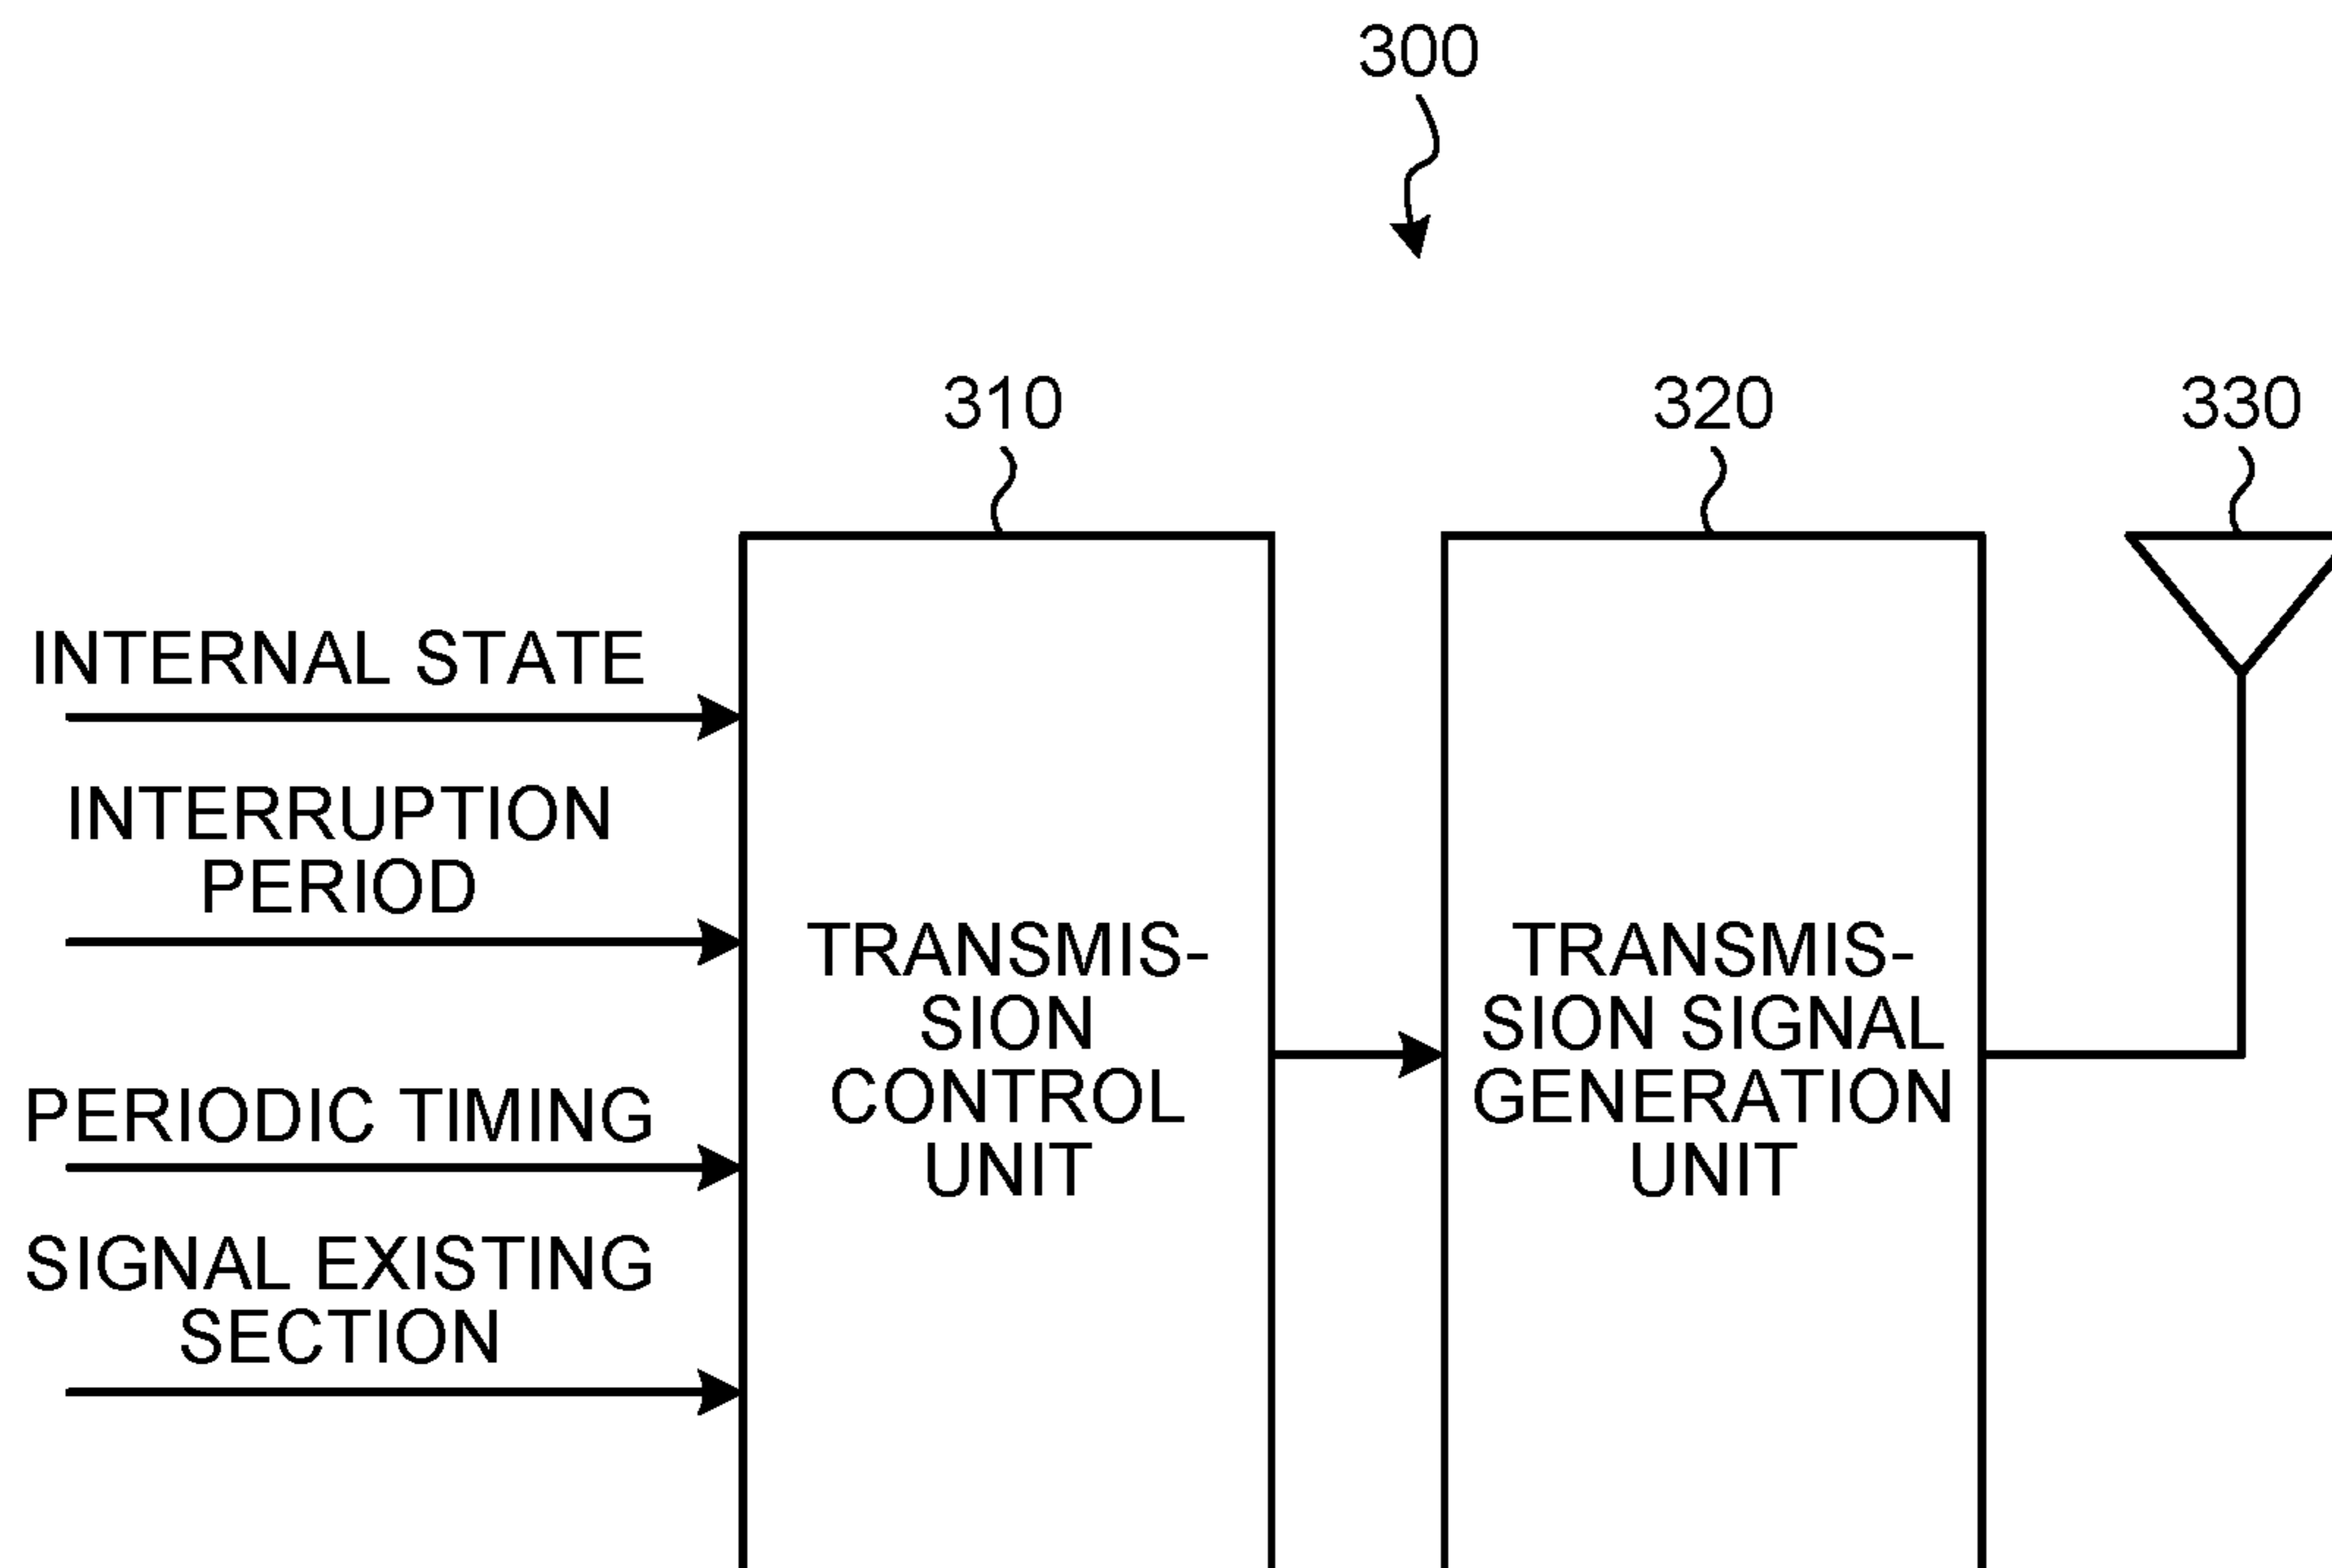 300
310
320
330
INTERNAL STATE
INTERRUPTION
PERIOD
PERIODIC TIMING
SIGNAL EXISTING
SECTION
TRANSMIS-
SION
CONTROL
UNIT
TRANSMIS-
SION SIGNAL
GENERATION
UNIT